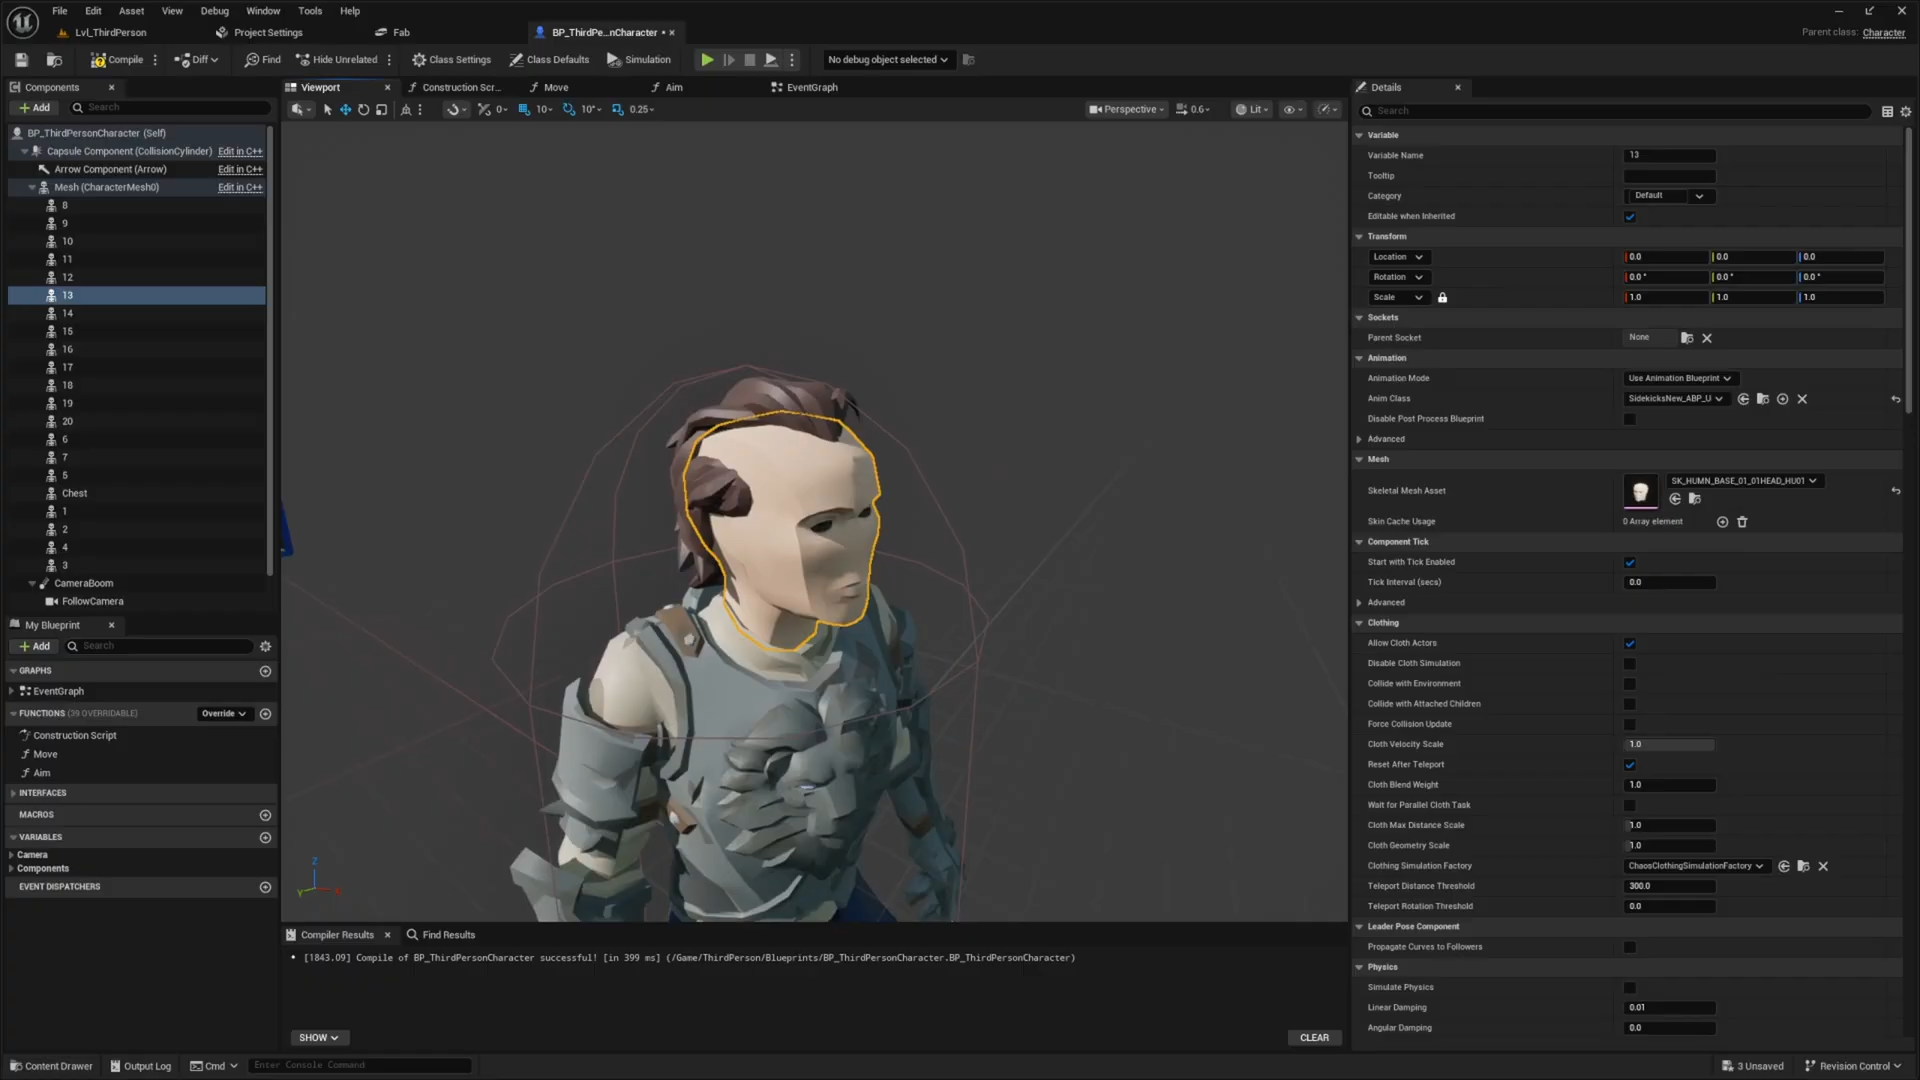 File Edit Asset View Debug Window Tools Help
Lvl_ThirdPerson Project Settings Fab BP_ThirdPe...nCharacter
Parent class: Character
Compile Diff Find Hide Unrelated Class Settings Class Defaults Simulation No debug object selected
Components
Add Search
BP_ThirdPersonCharacter (Self)
Capsule Component (CollisionCylinder) Edit in C++
Arrow Component (Arrow) Edit in C++
Mesh (CharacterMesh0) Edit in C++
8
9
10
11
12
13
14
15
16
17
18
19
20
6
7
5
Chest
1
2
4
3
CameraBoom
FollowCamera
My Blueprint
Add Search
GRAPHS
EventGraph
FUNCTIONS (39 OVERRIDABLE) Override
Construction Script
Move
Aim
INTERFACES
MACROS
VARIABLES
Camera
Components
EVENT DISPATCHERS
Viewport Construction Scr... Move Aim EventGraph
0 10 10° 0.25 Perspective 0.6 Lit
Z
Y X
Compiler Results Find Results
[1843.09] Compile of BP_ThirdPersonCharacter successful! [in 399 ms] (/Game/ThirdPerson/Blueprints/BP_ThirdPersonCharacter.BP_ThirdPersonCharacter)
SHOW CLEAR
Details
Search
Variable
Variable Name 13
Tooltip
Category Default
Editable when Inherited
Transform
Location 0.0 0.0 0.0
Rotation 0.0° 0.0° 0.0°
Scale 1.0 1.0 1.0
Sockets
Parent Socket None
Animation
Animation Mode Use Animation Blueprint
Anim Class SidekicksNew_ABP_U
Disable Post Process Blueprint
Advanced
Mesh
Skeletal Mesh Asset SK_HUMN_BASE_01_01HEAD_HU01
Skin Cache Usage 0 Array element
Component Tick
Start with Tick Enabled
Tick Interval (secs) 0.0
Advanced
Clothing
Allow Cloth Actors
Disable Cloth Simulation
Collide with Environment
Collide with Attached Children
Force Collision Update
Cloth Velocity Scale 1.0
Reset After Teleport
Cloth Blend Weight 1.0
Wait for Parallel Cloth Task
Cloth Max Distance Scale 1.0
Cloth Geometry Scale 1.0
Clothing Simulation Factory ChaosClothingSimulationFactory
Teleport Distance Threshold 300.0
Teleport Rotation Threshold 0.0
Leader Pose Component
Propagate Curves to Followers
Physics
Simulate Physics
Linear Damping 0.01
Angular Damping 0.0
Content Drawer Output Log Cmd Enter Console Command 3 Unsaved Revision Control